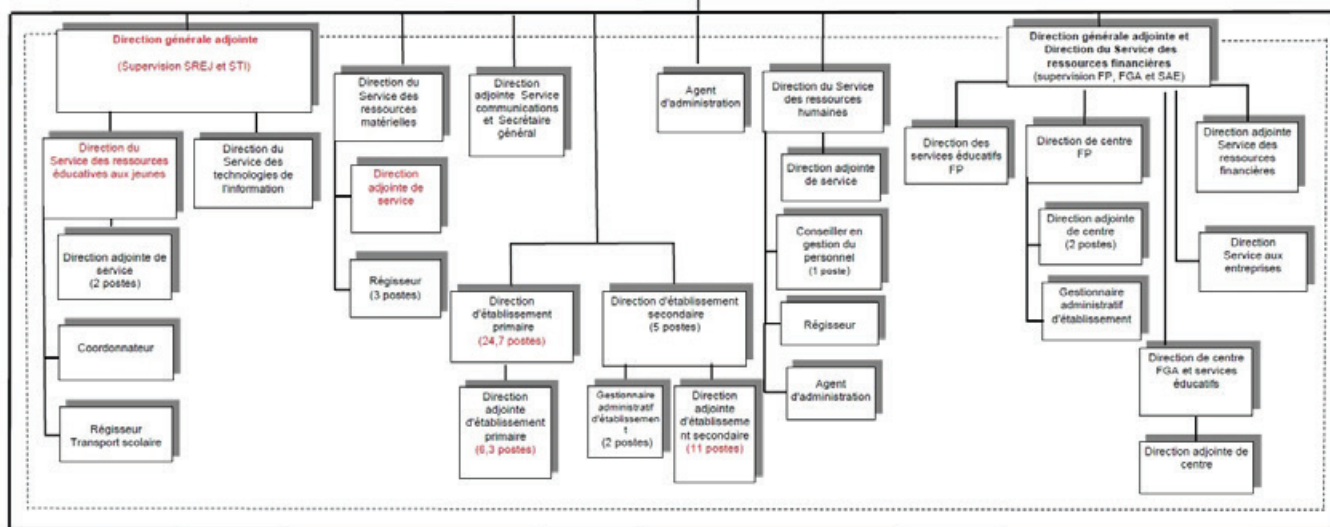 Direction générale adjointe
(Supervision SREJ et STI)
Direction du
Service des ressources
éducatives aux jeunes
Direction du
Service des
technologies de
l'information
Direction adjointe de
service
(2 postes)
Coordonnateur
Régisseur
Transport scolaire
Direction du
Service des
ressources
matérielles
Direction
adjointe de
service
Régisseur
(3 postes)
Direction
adjointe Service
communications
et Secrétaire
général
Direction
d'établissement
primaire
(24,7 postes)
Direction
adjointe
d'établissement
primaire
(6,3 postes)
Direction d'établissement
secondaire
(5 postes)
Gestionnaire
administratif
d'établissemen
t
(2 postes)
Direction
adjointe
d'établisseme
nt secondaire
(11 postes)
Agent
d'administration
Direction du Service
des ressources
humaines
Direction adjointe
de service
Conseiller en
gestion du
personnel
(1 poste)
Régisseur
Agent
d'administration
Direction générale adjointe et
Direction du Service des
ressources financières
(supervision FP, FGA et SAE)
Direction des
services éducatifs
FP
Direction de centre
FP
Direction adjointe
de centre
(2 postes)
Gestionnaire
administratif
d'établissement
Direction adjointe
Service des
ressources
financières
Direction
Service aux
entreprises
Direction de centre
FGA et services
éducatifs
Direction adjointe de
centre